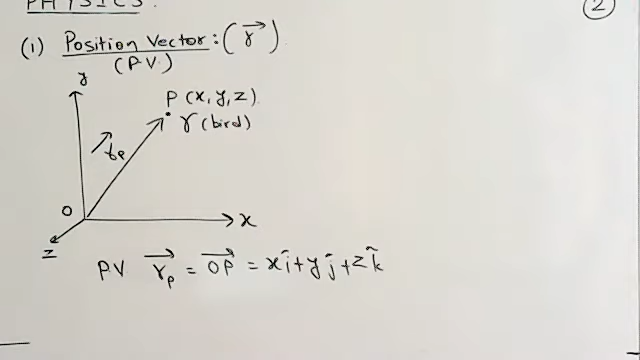 PHYSICS.
2
(1) Position Vector: (r⃗)
(P.V.)
y
P (x, y, z)
r (bird)
r⃗p
O
x
z
PV r⃗p = OP⃗ = xî + yĵ + zk̂